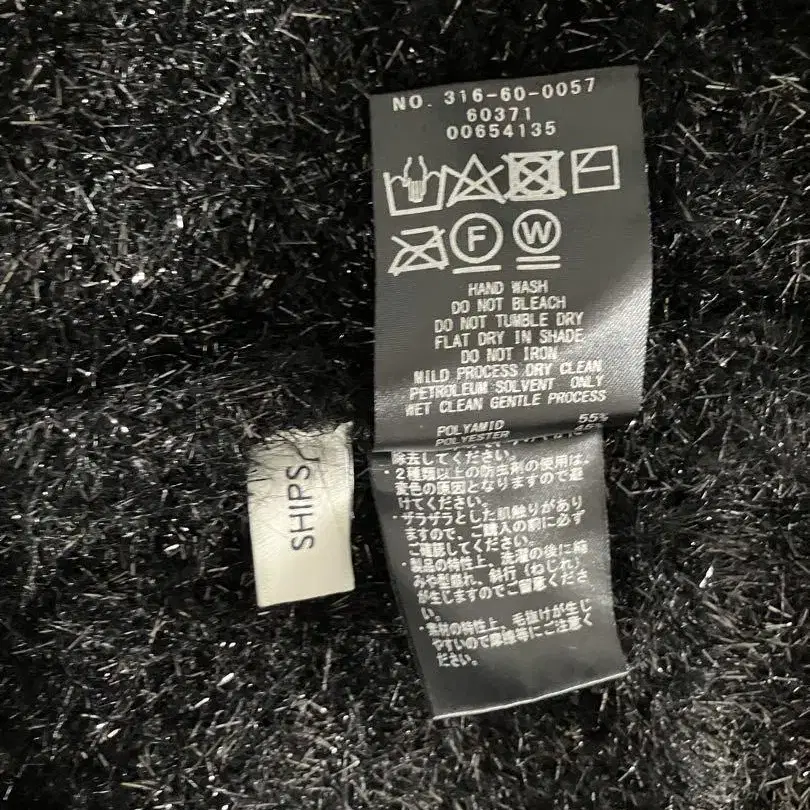 NO. 316-60-0057
60371
00654135
F W
HAND WASH
DO NOT BLEACH
DO NOT TUMBLE DRY
FLAT DRY IN SHADE
DO NOT IRON
MILD PROCESS DRY CLEAN
PETROLEUM SOLVENT ONLY
WET CLEAN GENTLE PROCESS
POLYAMID 55%
POLYESTER
除去してください。
・2種類以上の防虫剤の使用は、
変色の原因となりますので避
けてください。
・ザラザラとした肌触りがあり
ますので、ご購入の前に必ず
ご確認してください。
・製品の特性上、洗濯の後に縮
みや型崩れ、斜行(ねじれ)
が生じますのでご留意くださ
い。
・素材の特性上、毛抜けが生じ
やすいので摩擦等にご注意く
ださい。
SHIPS